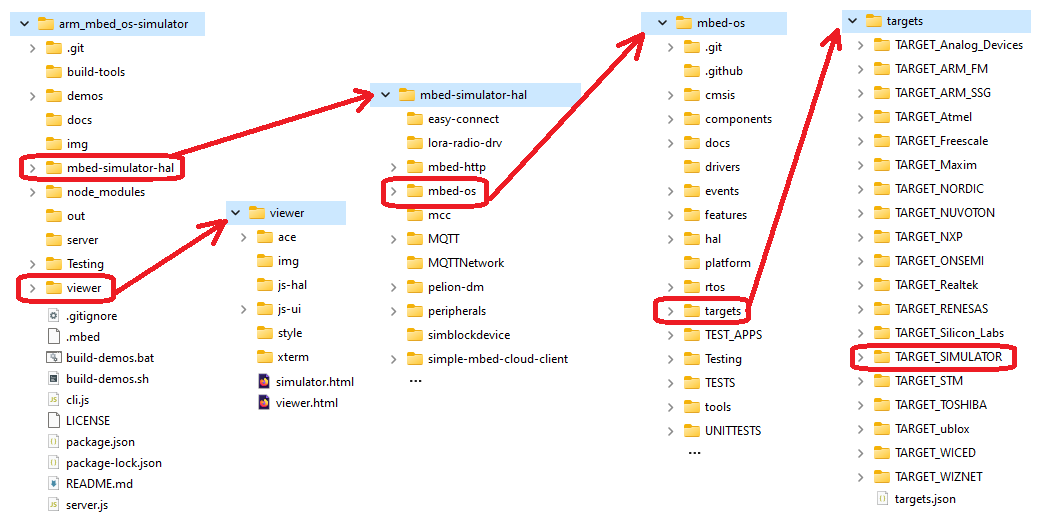 arm_mbed_os-simulator
.git
build-tools
demos
docs
img
mbed-simulator-hal
node_modules
out
server
Testing
viewer
.gitignore
.mbed
build-demos.bat
build-demos.sh
cli.js
LICENSE
package.json
package-lock.json
README.md
server.js
viewer
ace
img
js-hal
js-ui
style
xterm
simulator.html
viewer.html
mbed-simulator-hal
easy-connect
lora-radio-drv
mbed-http
mbed-os
mcc
MQTT
MQTTNetwork
pelion-dm
peripherals
simblockdevice
simple-mbed-cloud-client
...
mbed-os
.git
.github
cmsis
components
docs
drivers
events
features
hal
platform
rtos
targets
TEST_APPS
Testing
TESTS
tools
UNITTESTS
...
targets
TARGET_Analog_Devices
TARGET_ARM_FM
TARGET_ARM_SSG
TARGET_Atmel
TARGET_Freescale
TARGET_Maxim
TARGET_NORDIC
TARGET_NUVOTON
TARGET_NXP
TARGET_ONSEMI
TARGET_Realtek
TARGET_RENESAS
TARGET_Silicon_Labs
TARGET_SIMULATOR
TARGET_STM
TARGET_TOSHIBA
TARGET_ublox
TARGET_WICED
TARGET_WIZNET
targets.json